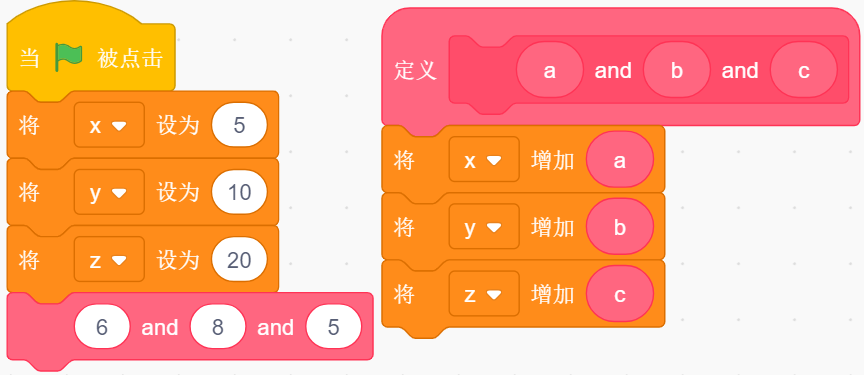 当 被点击
将 x 设为 5
将 y 设为 10
将 z 设为 20
6 and 8 and 5
定义 a and b and c
将 x 增加 a
将 y 增加 b
将 z 增加 c